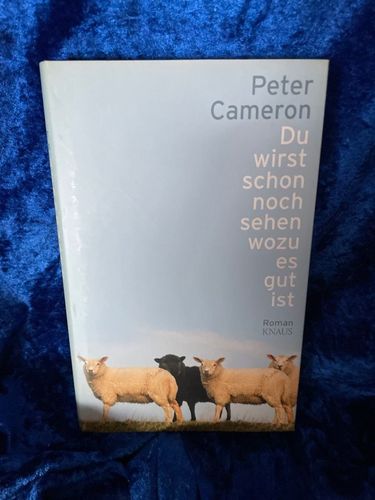 Peter
Cameron
Du
wirst
schon
noch
sehen
wozu
es
gut
ist
Roman
KNAUS